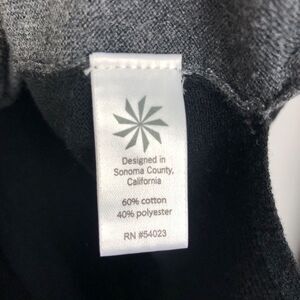 Designed in
Sonoma County,
California
60% cotton
40% polyester
RN #54023